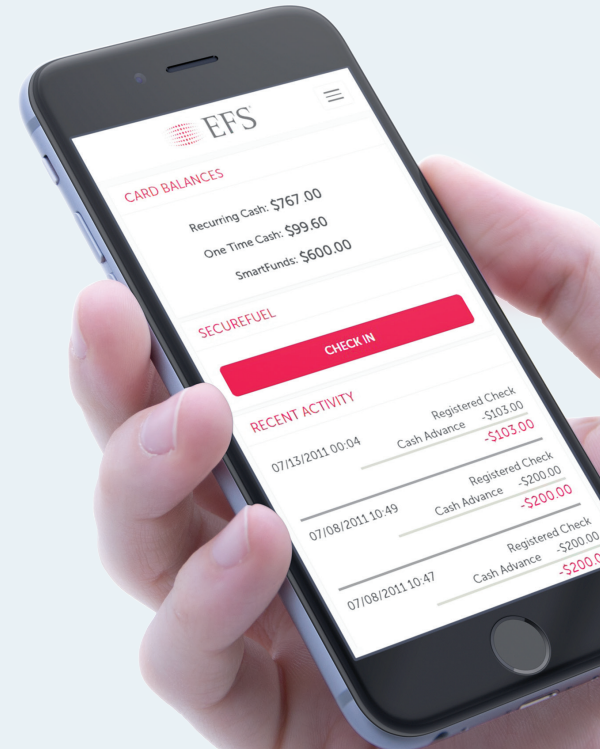 EFS
CARD BALANCES
Recurring Cash: $767.00
One Time Cash: $99.60
SmartFunds: $600.00
SECUREFUEL
CHECK IN
RECENT ACTIVITY
Registered Check
07/13/2011 00:04 Cash Advance -$103.00
-$103.00
Registered Check
07/08/2011 10:49 Cash Advance -$200.00
-$200.00
Registered Check
07/08/2011 10:47 Cash Advance -$200.00